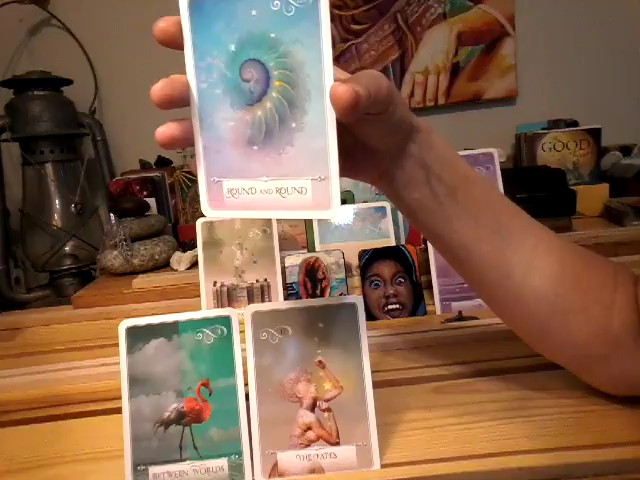 ROUND AND ROUND
GOOD
BETWEEN WORLDS
THE FATES